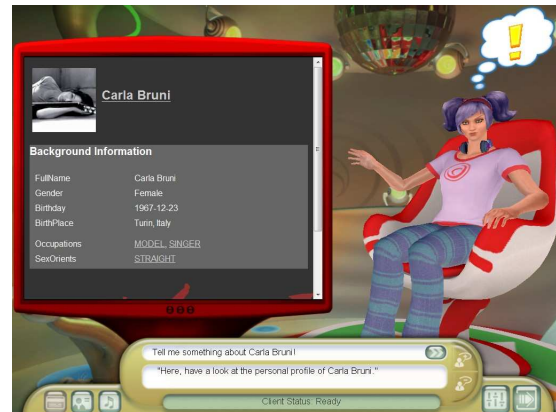 Carla Bruni
Background Information
FullName Carla Bruni
Gender Female
Birthday 1967-12-23
BirthPlace Turin, Italy
Occupations MODEL, SINGER
SexOrients STRAIGHT
Tell me something about Carla Bruni!
"Here, have a look at the personal profile of Carla Bruni."
Client Status: Ready